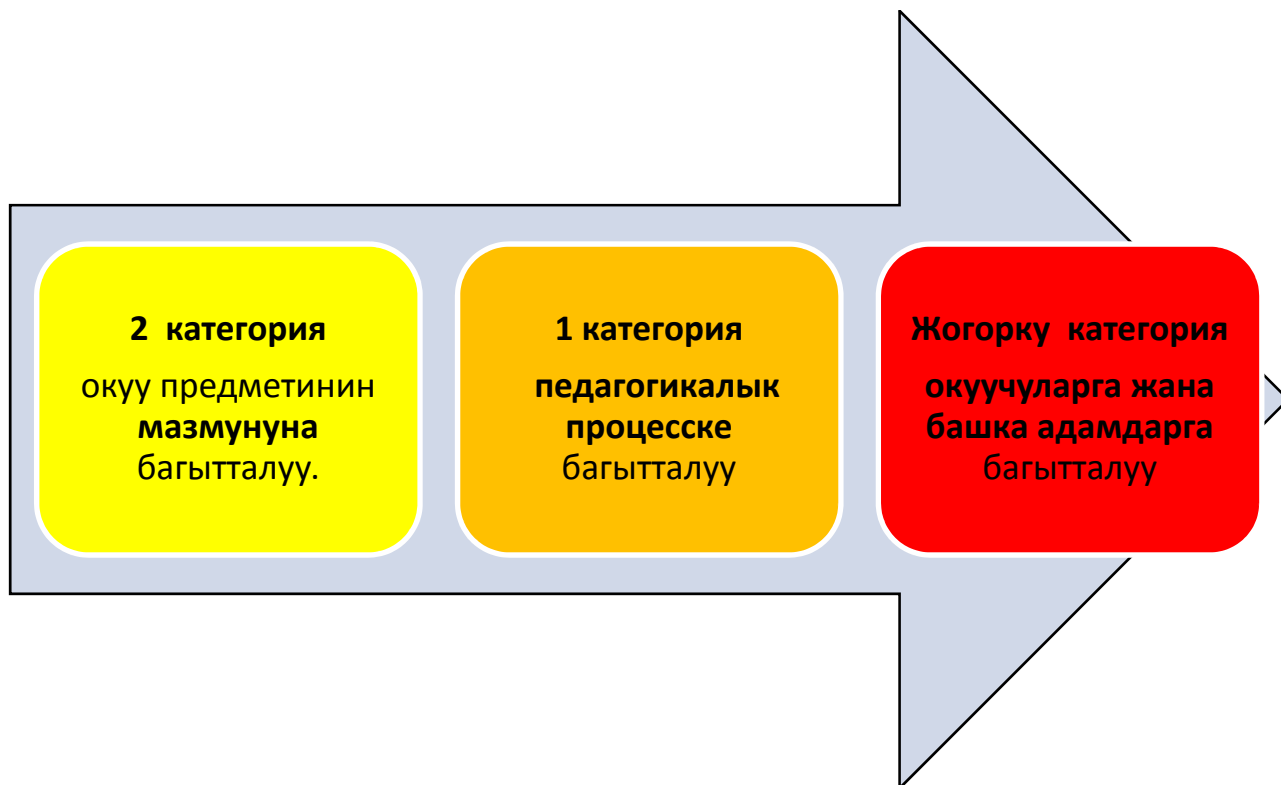 2  категория
окуу предметинин
мазмунуна
багытталуу.
1 категория
педагогикалык
процесске
багытталуу
Жогорку  категория
окуучуларга жана
башка адамдарга
багытталуу